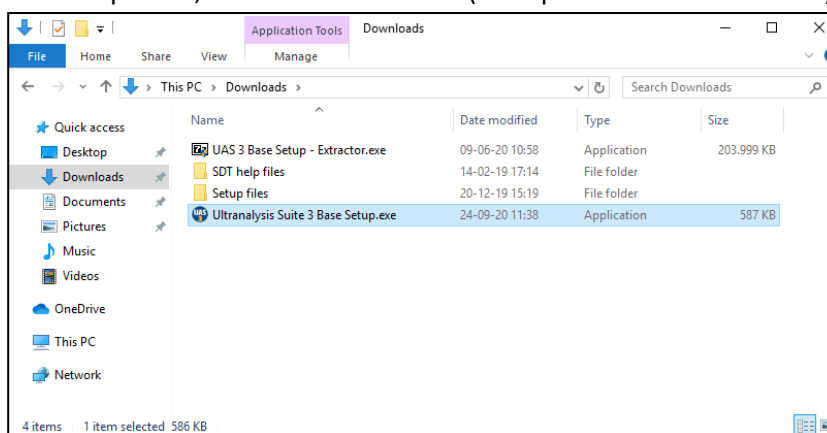 Application Tools Downloads
File Home Share View Manage
This PC > Downloads > Search Downloads
Name Date modified Type Size
Quick access
Desktop
Downloads
Documents
Pictures
Music
Videos
OneDrive
This PC
Network
UAS 3 Base Setup - Extractor.exe 09-06-20 10:58 Application 203.999 KB
SDT help files 14-02-19 17:14 File folder
Setup files 20-12-19 15:19 File folder
Ultranalysis Suite 3 Base Setup.exe 24-09-20 11:38 Application 587 KB
4 items 1 item selected 586 KB